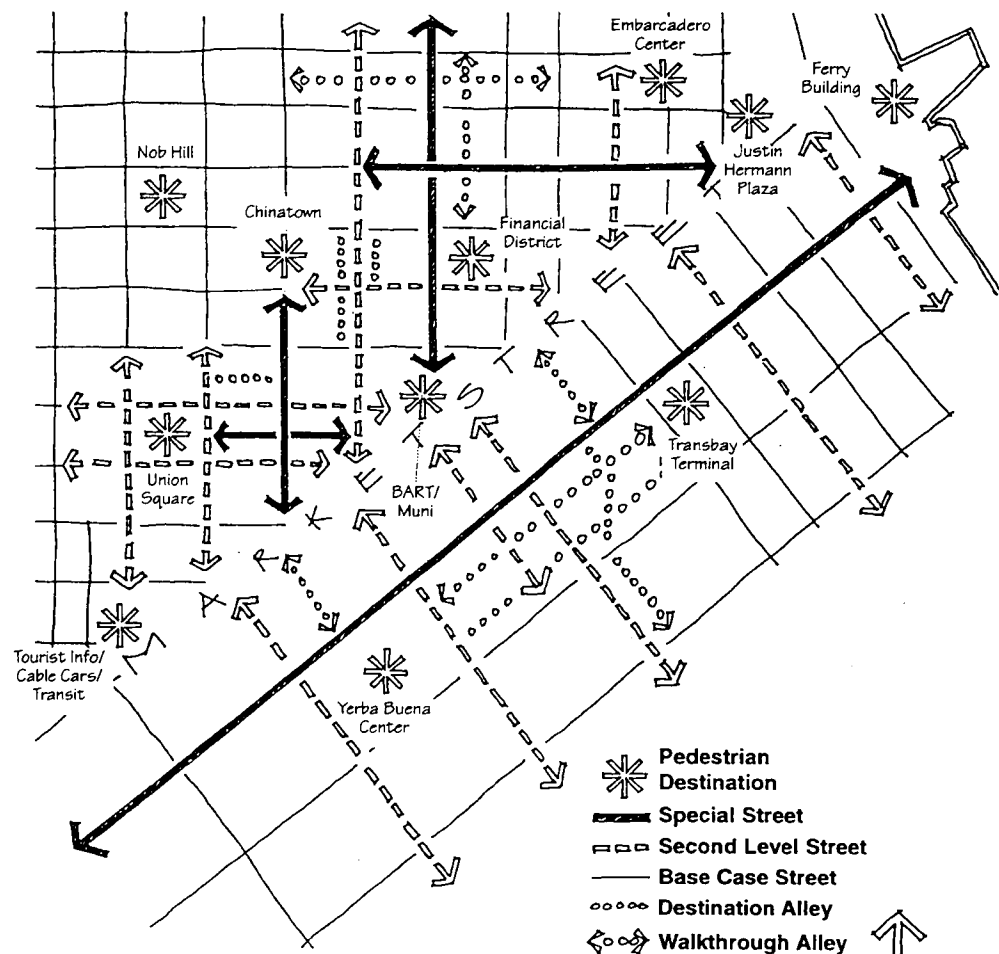 Embarcadero
Center
Ferry
Building
Nob Hill
Justin
Hermann
Plaza
Chinatown
Financial
District
MARKET STREET
BART/
Muni
Transbay
Terminal
Union
Square
Tourist Info/
Cable Cars/
Transit
Yerba Buena
Center
Pedestrian
Destination
Special Street
Second Level Street
Base Case Street
Destination Alley
Walkthrough Alley